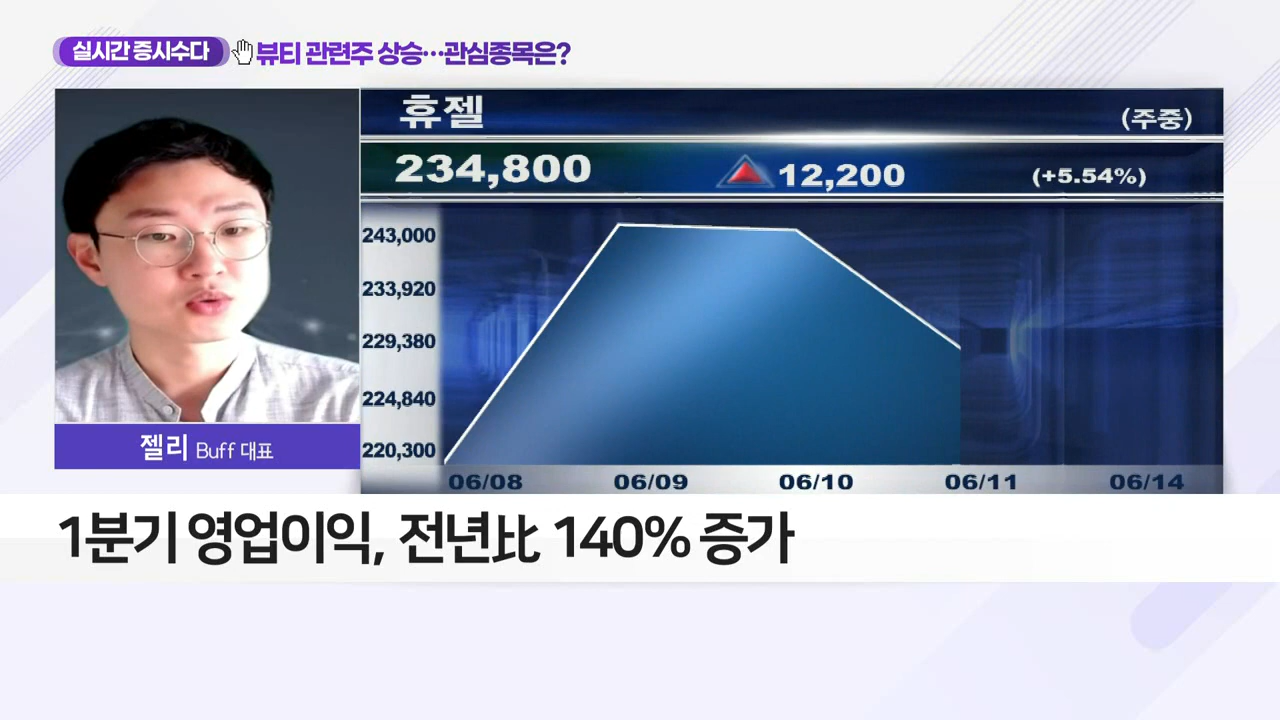 실시간 증시수다 뷰티 관련주 상승…관심종목은?
휴젤 (주중)
234,800 12,200 (+5.54%)
243,000
233,920
229,380
224,840
220,300
06/08 06/09 06/10 06/11 06/14
젤리 Buff 대표
1분기 영업이익, 전년比 140% 증가